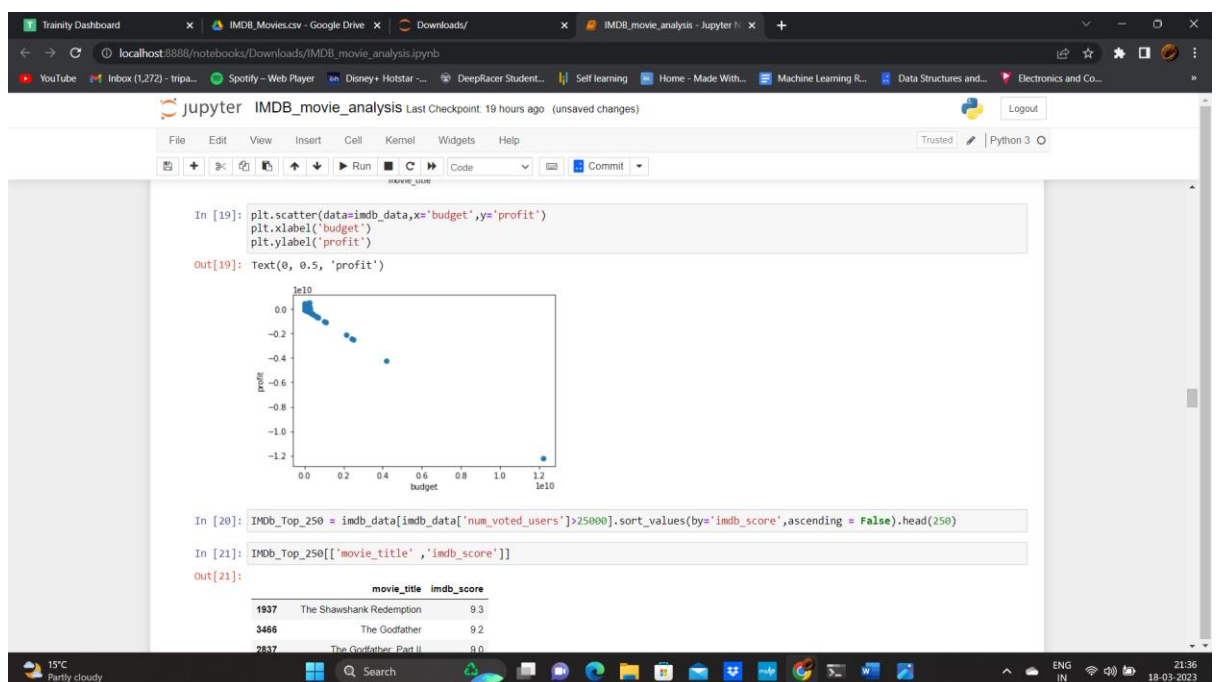 Trainity Dashboard
IMDB_Movies.csv - Google Drive
Downloads/
IMDB_movie_analysis - Jupyter N
localhost:8888/notebooks/Downloads/IMDB_movie_analysis.ipynb
YouTube Inbox (1,272) - tripa... Spotify – Web Player Disney+ Hotstar -... DeepRacer Student... Self learning Home - Made With... Machine Learning R... Data Structures and... Electronics and Co...
jupyter IMDB_movie_analysis Last Checkpoint: 19 hours ago (unsaved changes) Logout
File Edit View Insert Cell Kernel Widgets Help Trusted Python 3
Run Code Commit
movie_title
In [19]: plt.scatter(data=imdb_data,x='budget',y='profit')
plt.xlabel('budget')
plt.ylabel('profit')
Out[19]: Text(0, 0.5, 'profit')
1e10
0.0
−0.2
−0.4
−0.6
−0.8
−1.0
−1.2
profit
0.0 0.2 0.4 0.6 0.8 1.0 1.2
budget 1e10
In [20]: IMDb_Top_250 = imdb_data[imdb_data['num_voted_users']>25000].sort_values(by='imdb_score',ascending = False).head(250)
In [21]: IMDb_Top_250[['movie_title' ,'imdb_score']]
Out[21]:
movie_title imdb_score
1937 The Shawshank Redemption 9.3
3466 The Godfather 9.2
2837 The Godfather: Part II 9.0
15°C
Partly cloudy
Search
ENG
IN
21:36
18-03-2023